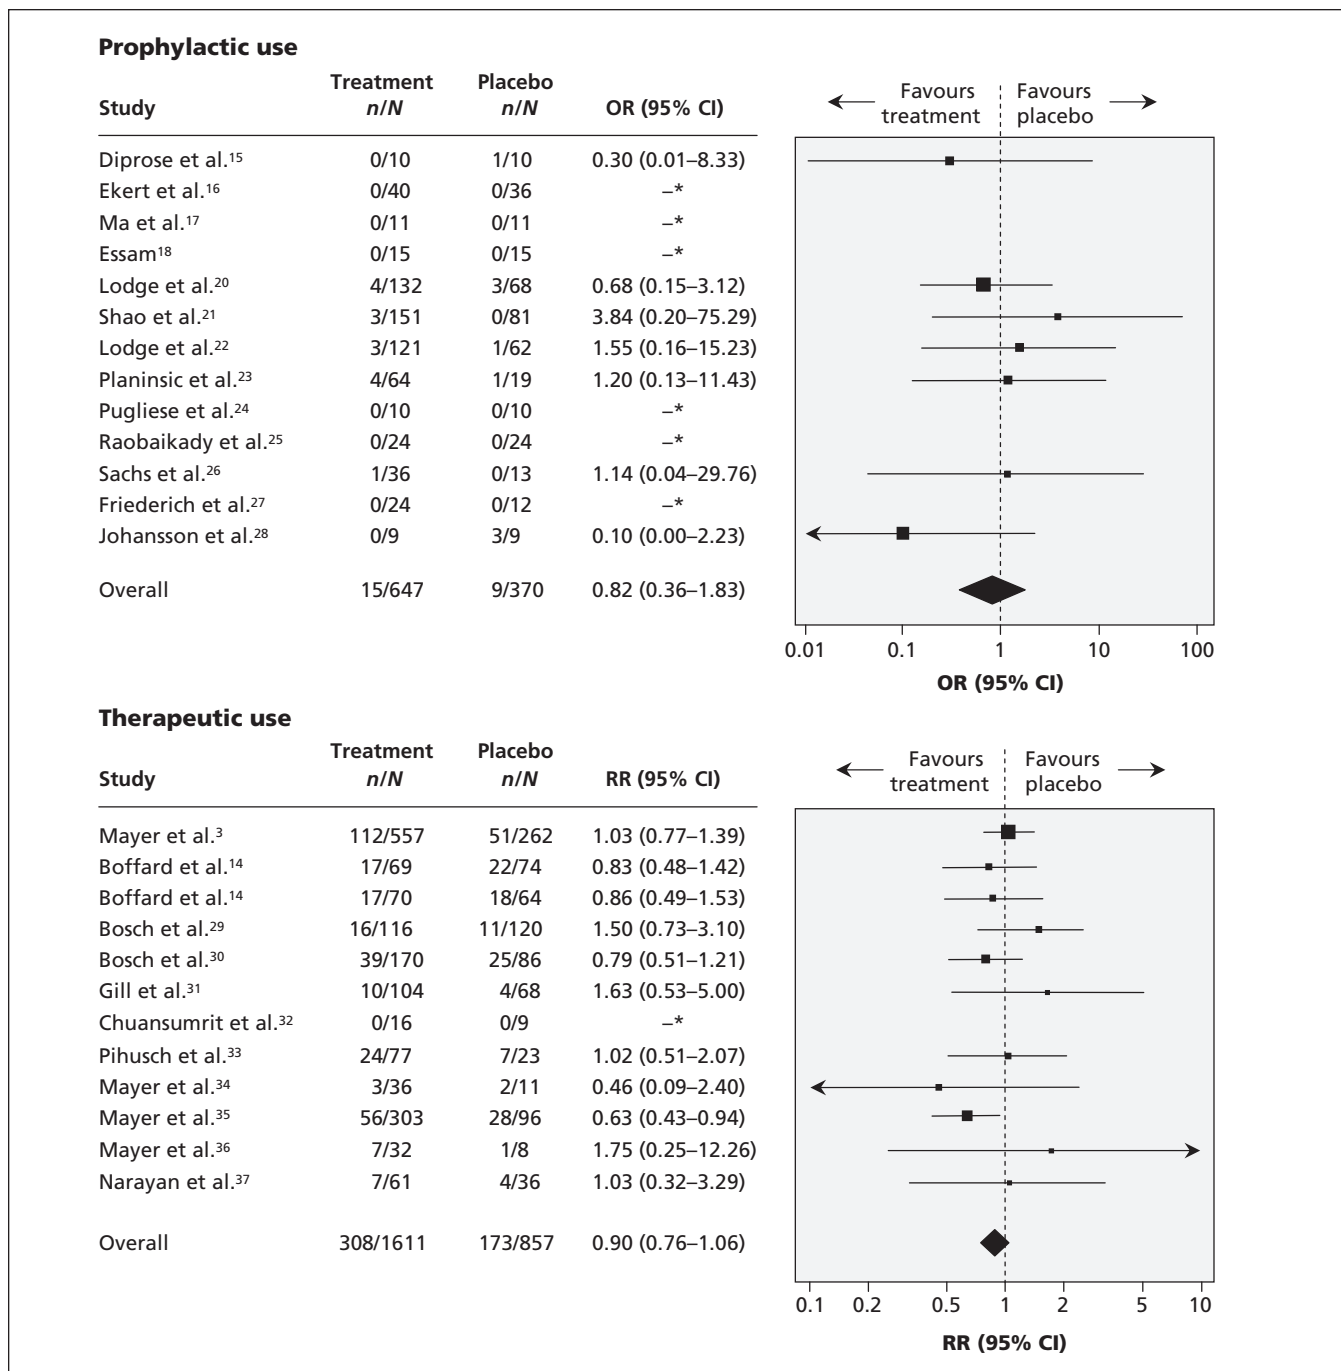 Prophylactic use
Treatment Placebo
Study n/N n/N OR (95% CI)
Favours treatment Favours placebo
Diprose et al.15 0/10 1/10 0.30 (0.01–8.33)
Ekert et al.16 0/40 0/36 –*
Ma et al.17 0/11 0/11 –*
Essam18 0/15 0/15 –*
Lodge et al.20 4/132 3/68 0.68 (0.15–3.12)
Shao et al.21 3/151 0/81 3.84 (0.20–75.29)
Lodge et al.22 3/121 1/62 1.55 (0.16–15.23)
Planinsic et al.23 4/64 1/19 1.20 (0.13–11.43)
Pugliese et al.24 0/10 0/10 –*
Raobaikady et al.25 0/24 0/24 –*
Sachs et al.26 1/36 0/13 1.14 (0.04–29.76)
Friederich et al.27 0/24 0/12 –*
Johansson et al.28 0/9 3/9 0.10 (0.00–2.23)
Overall 15/647 9/370 0.82 (0.36–1.83)
0.01 0.1 1 10 100
OR (95% CI)
Therapeutic use
Treatment Placebo
Study n/N n/N RR (95% CI)
Favours treatment Favours placebo
Mayer et al.3 112/557 51/262 1.03 (0.77–1.39)
Boffard et al.14 17/69 22/74 0.83 (0.48–1.42)
Boffard et al.14 17/70 18/64 0.86 (0.49–1.53)
Bosch et al.29 16/116 11/120 1.50 (0.73–3.10)
Bosch et al.30 39/170 25/86 0.79 (0.51–1.21)
Gill et al.31 10/104 4/68 1.63 (0.53–5.00)
Chuansumrit et al.32 0/16 0/9 –*
Pihusch et al.33 24/77 7/23 1.02 (0.51–2.07)
Mayer et al.34 3/36 2/11 0.46 (0.09–2.40)
Mayer et al.35 56/303 28/96 0.63 (0.43–0.94)
Mayer et al.36 7/32 1/8 1.75 (0.25–12.26)
Narayan et al.37 7/61 4/36 1.03 (0.32–3.29)
Overall 308/1611 173/857 0.90 (0.76–1.06)
0.1 0.2 0.5 1 2 5 10
RR (95% CI)